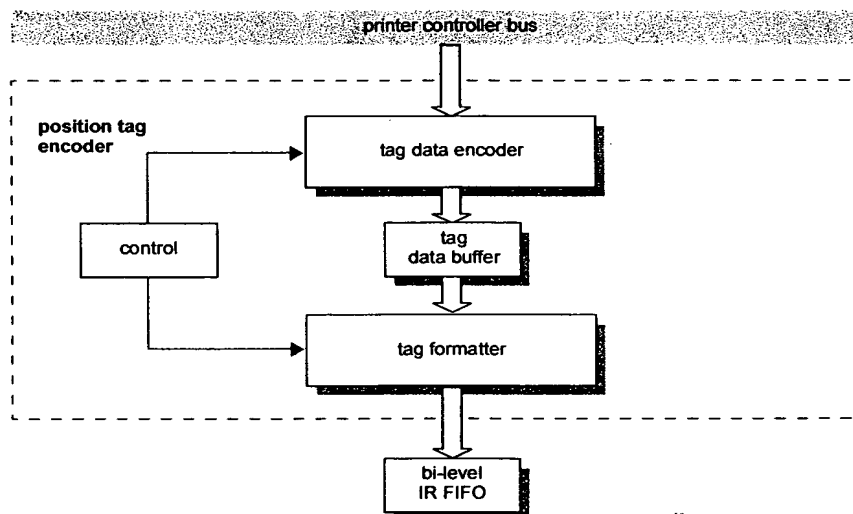 printer controller bus
position tag
encoder
tag data encoder
control
tag
data buffer
tag formatter
bi-level
IR FIFO